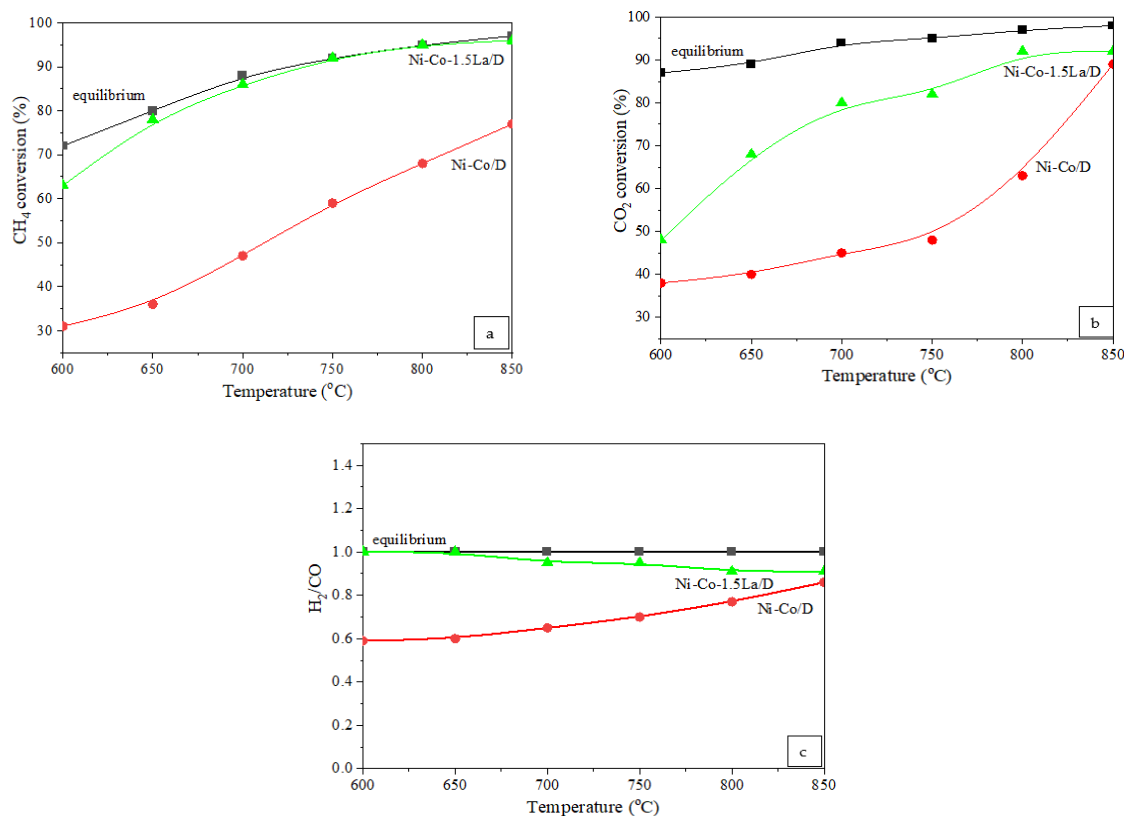 100
90
80
70
60
50
40
30
CH4 conversion (%)
equilibrium
Ni-Co-1.5La/D
Ni-Co/D
a
600 650 700 750 800 850
Temperature (oC)
100
90
80
70
60
50
40
30
CO2 conversion (%)
equilibrium
Ni-Co-1.5La/D
Ni-Co/D
b
600 650 700 750 800 850
Temperature (oC)
1.4
1.2
1.0
0.8
0.6
0.4
0.2
0.0
H2/CO
equilibrium
Ni-Co-1.5La/D
Ni-Co/D
c
600 650 700 750 800 850
Temperature (oC)